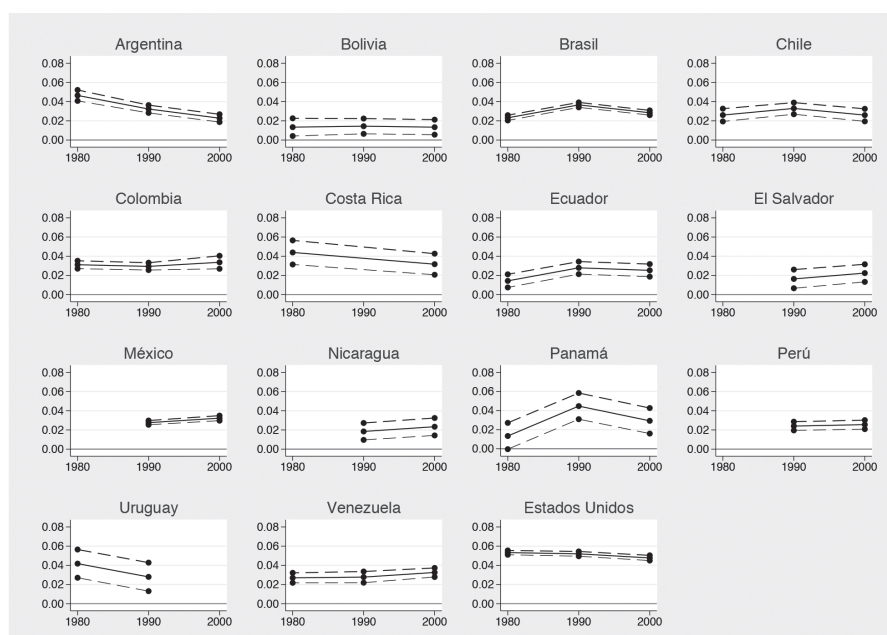 Argentina Bolivia Brasil Chile
0.08 0.08 0.08 0.08
0.06 0.06 0.06 0.06
0.04 0.04 0.04 0.04
0.02 0.02 0.02 0.02
0.00 0.00 0.00 0.00
1980 1990 2000 1980 1990 2000 1980 1990 2000 1980 1990 2000
Colombia Costa Rica Ecuador El Salvador
0.08 0.08 0.08 0.08
0.06 0.06 0.06 0.06
0.04 0.04 0.04 0.04
0.02 0.02 0.02 0.02
0.00 0.00 0.00 0.00
1980 1990 2000 1980 1990 2000 1980 1990 2000 1980 1990 2000
México Nicaragua Panamá Perú
0.08 0.08 0.08 0.08
0.06 0.06 0.06 0.06
0.04 0.04 0.04 0.04
0.02 0.02 0.02 0.02
0.00 0.00 0.00 0.00
1980 1990 2000 1980 1990 2000 1980 1990 2000 1980 1990 2000
Uruguay Venezuela Estados Unidos
0.08 0.08 0.08
0.06 0.06 0.06
0.04 0.04 0.04
0.02 0.02 0.02
0.00 0.00 0.00
1980 1990 2000 1980 1990 2000 1980 1990 2000